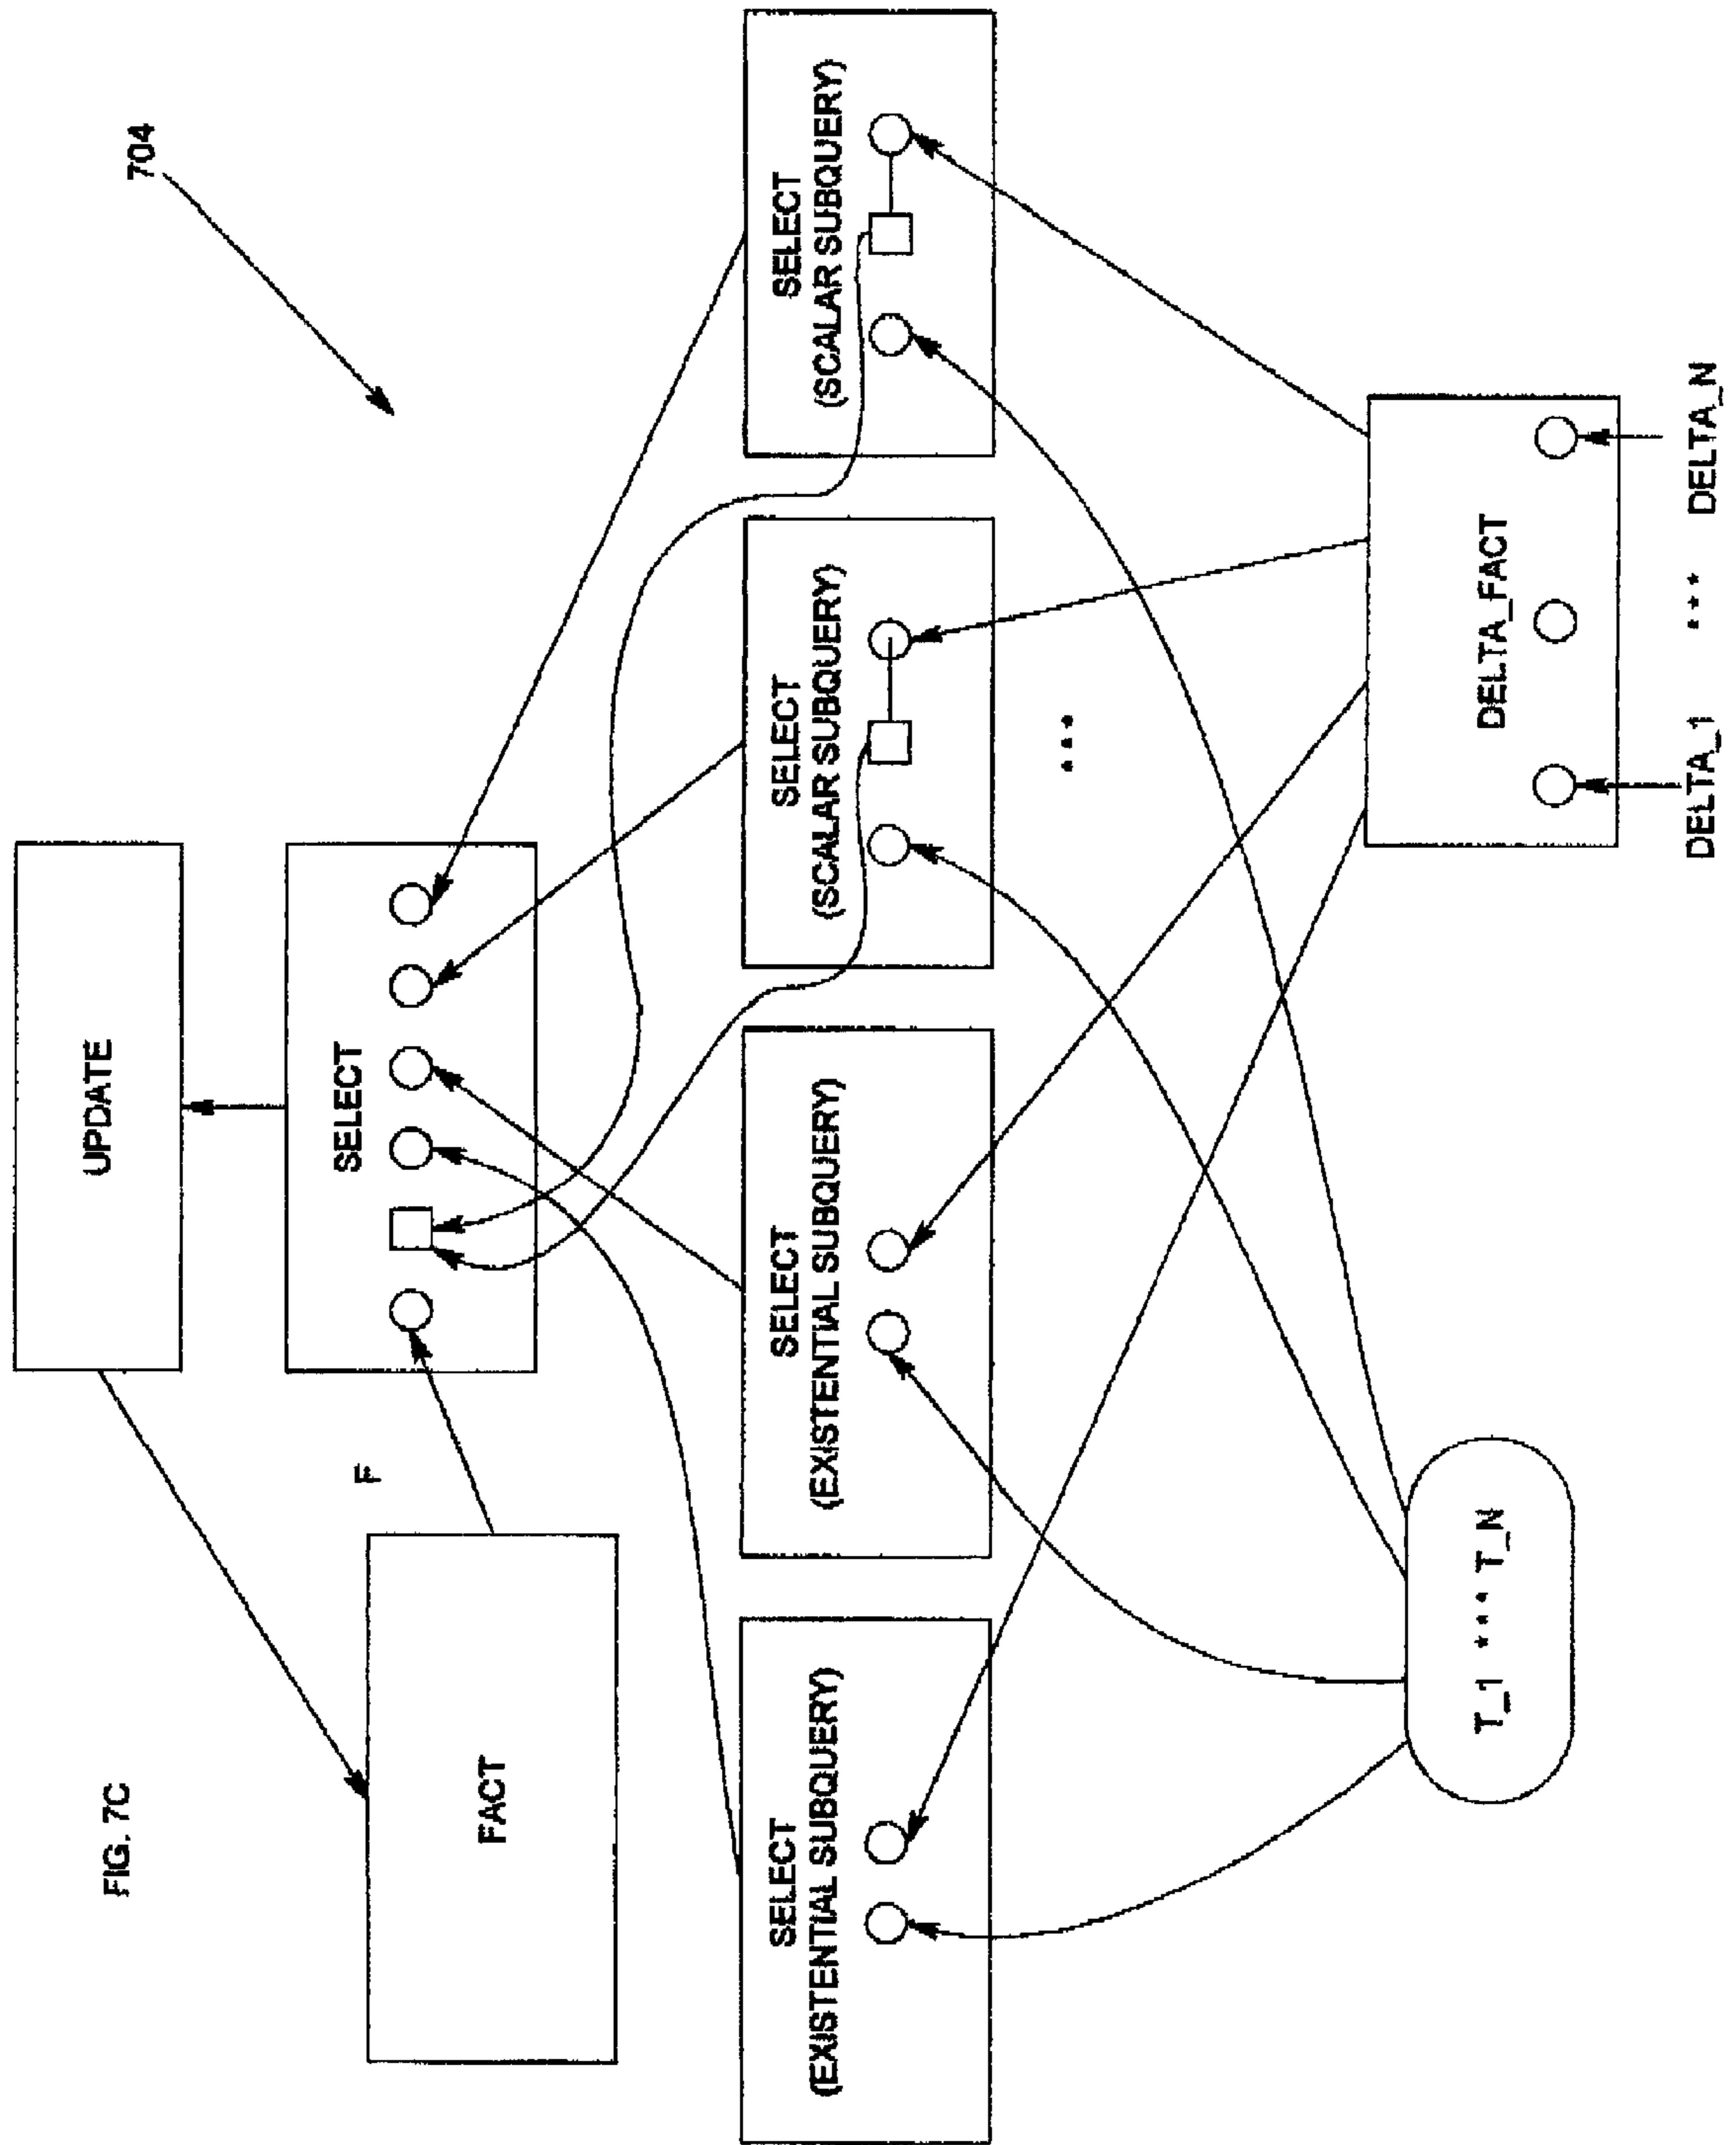 FIG. 7C
704
UPDATE
FACT
F
SELECT
SELECT
(EXISTENTIAL SUBQUERY)
SELECT
(EXISTENTIAL SUBQUERY)
SELECT
(SCALAR SUBQUERY)
SELECT
(SCALAR SUBQUERY)
***
T_1 *** T_N
DELTA_FACT
DELTA_1 *** DELTA_N